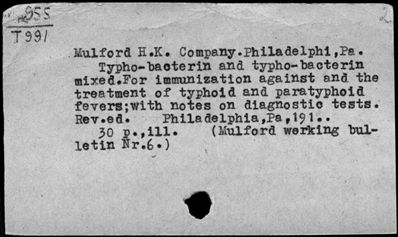 955
T991
Mulford H.K. Company.Philadelphi,Pa.
Typho-bacterin and typho-bacterin
mixed.For immunization against and the
treatment of typhoid and paratyphoid
fevers;with notes on diagnostic tests.
Rev.ed. Philadelphia,Pa,191..
30 p.,ill. (Mulford working bul-
letin Nr.6.)